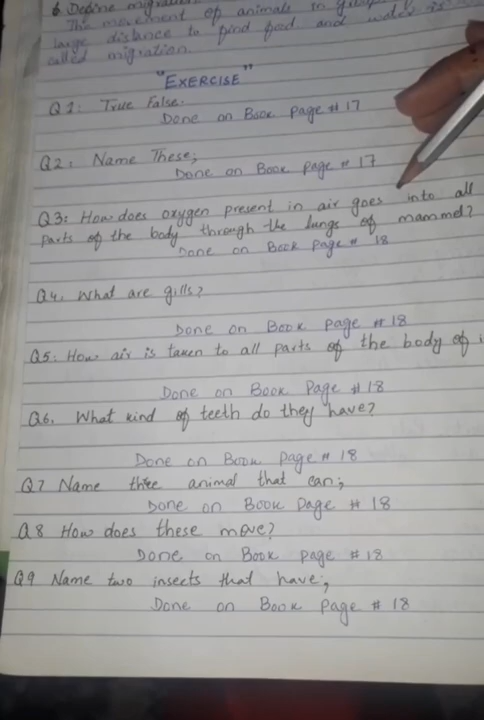 6 Define migration
The movement of animals in
large distance to find food and water is
called migration.
"EXERCISE"
Q1: True False.
Done on Book page # 17
Q2: Name These;
Done on Book page # 17
Q3: How does oxygen present in air goes into all
parts of the body through the lungs of mammel?
Done on Book page # 18
Q4. What are gills?
Done on Book page # 18
Q5: How air is taken to all parts of the body of
Done on Book Page # 18
Q6. What kind of teeth do they have?
Done on Book page # 18
Q7 Name three animal that can;
Done on Book page # 18
Q8 How does these move?
Done on Book page # 18
Q9 Name two insects that have;
Done on Book page # 18